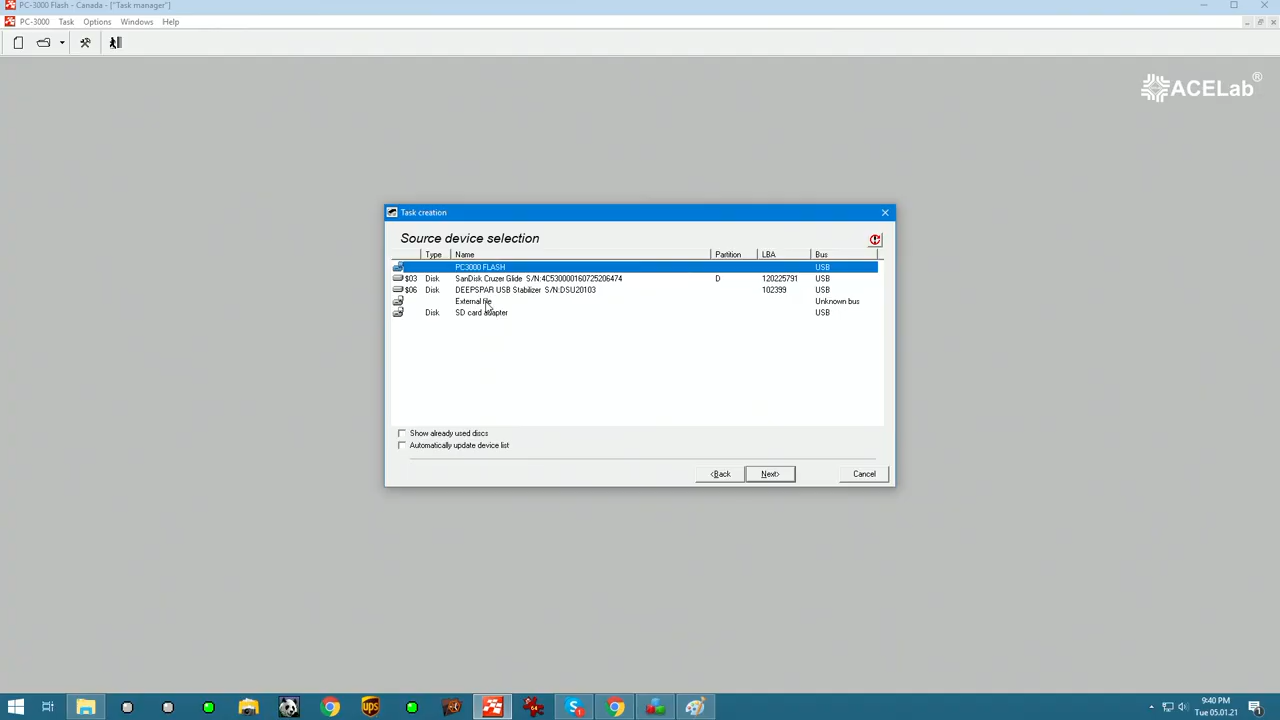 PC-3000 Flash - Canada - ["Task manager"]
PC-3000 Task Options Windows Help
ACELab®
Task creation
Source device selection
Type Name Partition LBA Bus
PC3000 FLASH USB
$03 Disk SanDisk Cruzer Glide S/N:4C530000160725206474 D 120225791 USB
$06 Disk DEEPSPAR USB Stabilizer S/N:DSU20103 102399 USB
External file Unknown bus
Disk SD card adapter USB
Show already used discs
Automatically update device list
<Back Next> Cancel
ups
64
9:40 PM
Tue 05.01.21